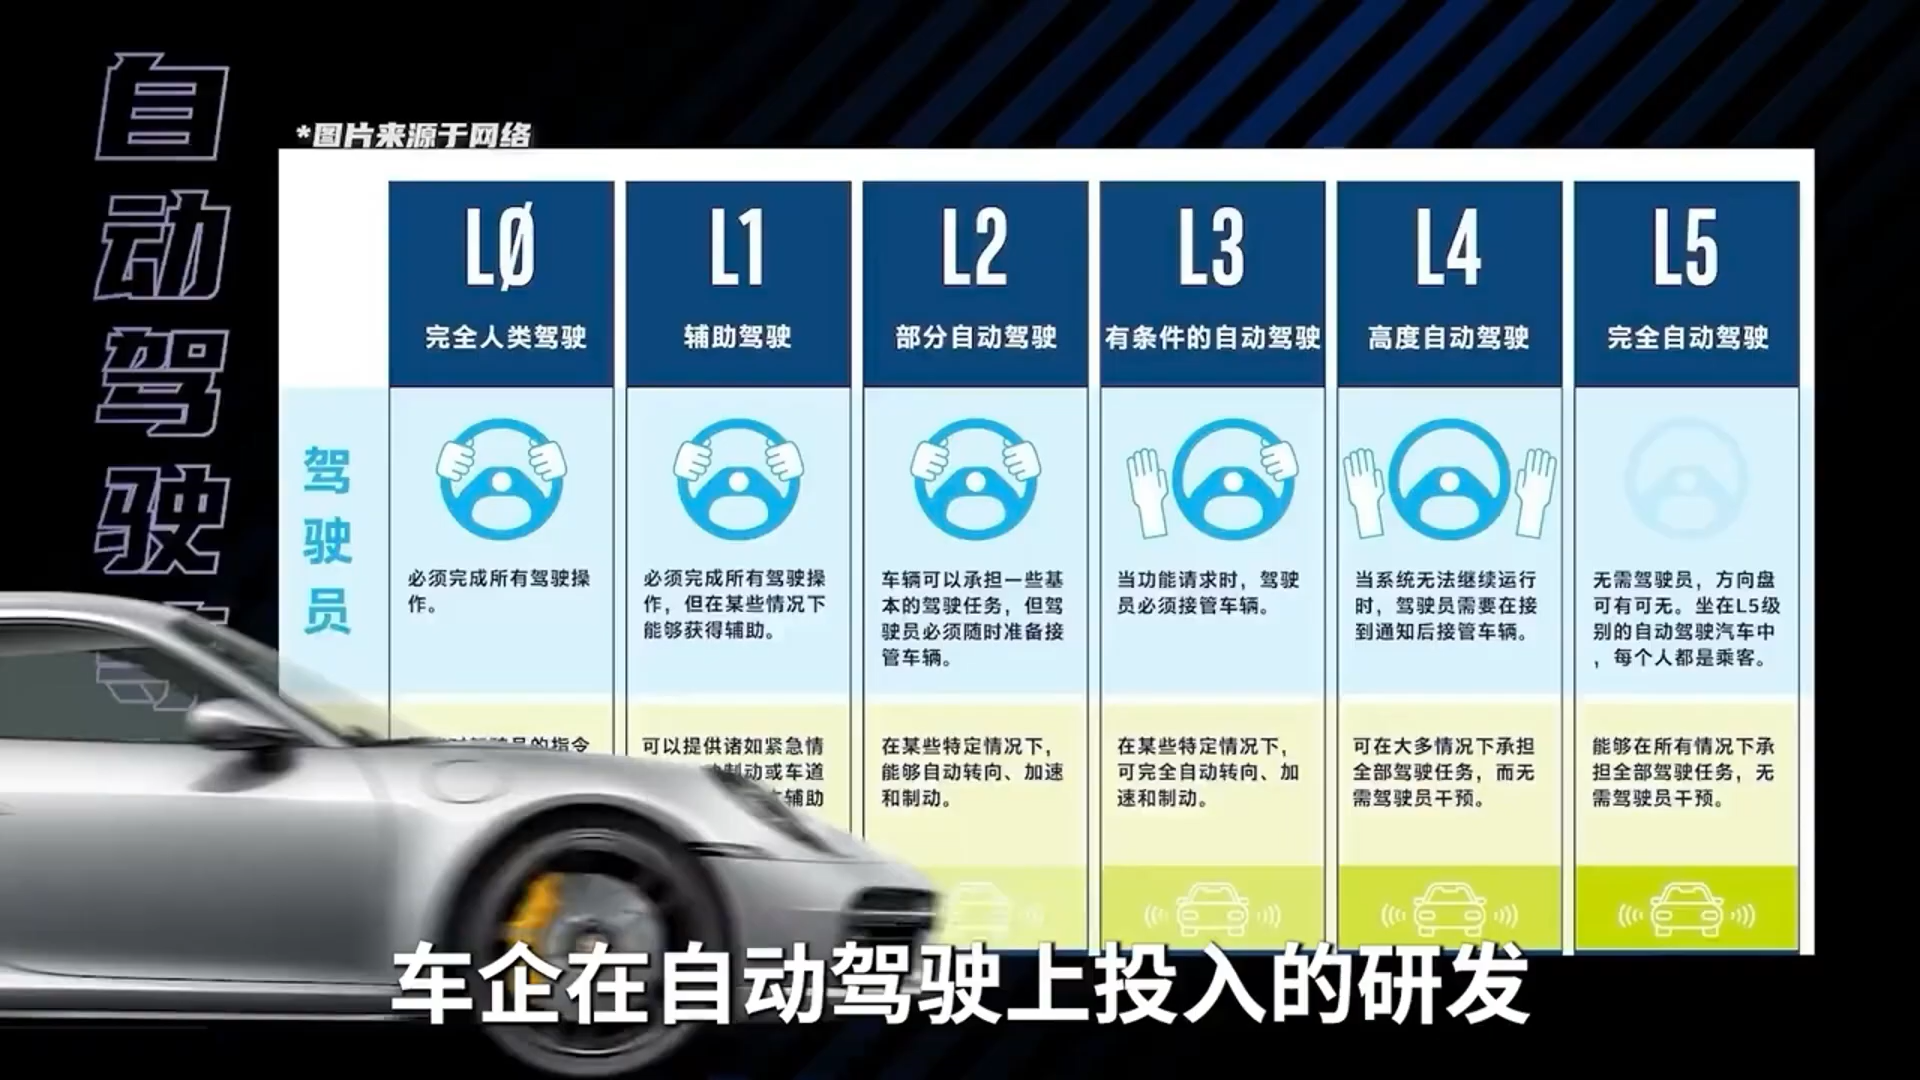 自动驾驶
*图片来源于网络
L0
完全人类驾驶
L1
辅助驾驶
L2
部分自动驾驶
L3
有条件的自动驾驶
L4
高度自动驾驶
L5
完全自动驾驶
驾驶员
必须完成所有驾驶操
作。
必须完成所有驾驶操
作，但在某些情况下
能够获得辅助。
车辆可以承担一些基
本的驾驶任务，但驾
驶员必须随时准备接
管车辆。
当功能请求时，驾驶
员必须接管车辆。
当系统无法继续运行
时，驾驶员需要在接
到通知后接管车辆。
无需驾驶员，方向盘
可有可无。坐在L5级
别的自动驾驶汽车中
，每个人都是乘客。
的指令
可以提供诸如紧急情
制动或车道
辅助
在某些特定情况下，
能够自动转向、加速
和制动。
在某些特定情况下，
可完全自动转向、加
速和制动。
可在大多情况下承担
全部驾驶任务，而无
需驾驶员干预。
能够在所有情况下承
担全部驾驶任务，无
需驾驶员干预。
车企在自动驾驶上投入的研发